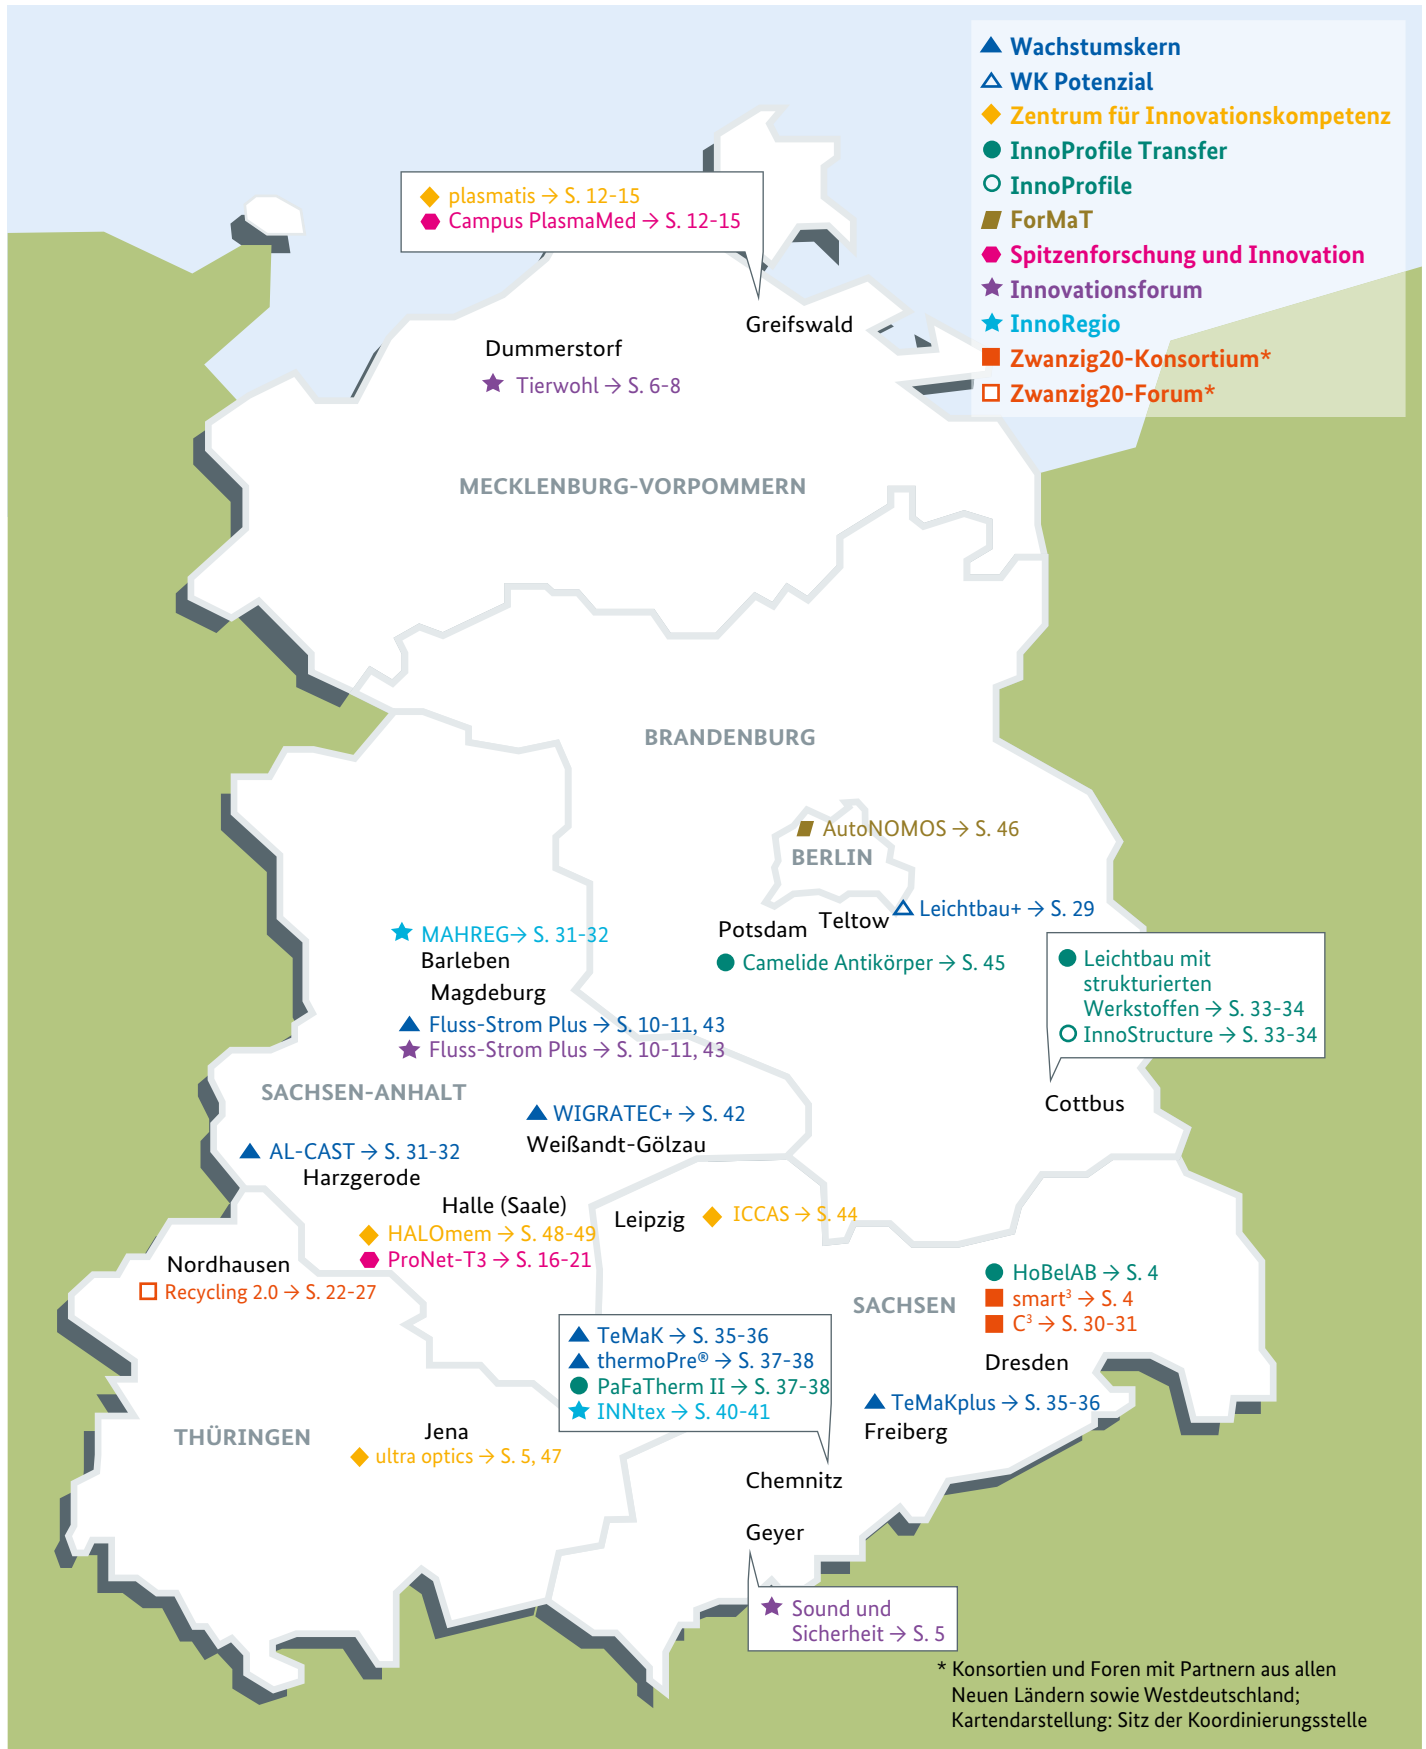 Wachstumskern
WK Potenzial
Zentrum für Innovationskompetenz
InnoProfile Transfer
InnoProfile
ForMaT
Spitzenforschung und Innovation
Innovationsforum
InnoRegio
Zwanzig20-Konsortium*
Zwanzig20-Forum*
plasmatis → S. 12-15
Campus PlasmaMed → S. 12-15
Greifswald
Dummerstorf
Tierwohl → S. 6-8
MECKLENBURG-VORPOMMERN
BRANDENBURG
AutoNOMOS → S. 46
BERLIN
Leichtbau+ → S. 29
Teltow
Potsdam
Camelide Antikörper → S. 45
MAHREG→ S. 31-32
Barleben
Magdeburg
Fluss-Strom Plus → S. 10-11, 43
Fluss-Strom Plus → S. 10-11, 43
Leichtbau mit
strukturierten
Werkstoffen → S. 33-34
InnoStructure → S. 33-34
Cottbus
SACHSEN-ANHALT
WIGRATEC+ → S. 42
Weißandt-Gölzau
AL-CAST → S. 31-32
Harzgerode
Halle (Saale)
HALOmem → S. 48-49
ProNet-T3 → S. 16-21
Leipzig
ICCAS → S. 44
Nordhausen
Recycling 2.0 → S. 22-27
HoBelAB → S. 4
smart³ → S. 4
C³ → S. 30-31
Dresden
SACHSEN
TeMaK → S. 35-36
thermoPre® → S. 37-38
PaFaTherm II → S. 37-38
INNtex → S. 40-41
Chemnitz
TeMaKplus → S. 35-36
Freiberg
THÜRINGEN
Jena
ultra optics → S. 5, 47
Geyer
Sound und
Sicherheit → S. 5
* Konsortien und Foren mit Partnern aus allen
Neuen Ländern sowie Westdeutschland;
Kartendarstellung: Sitz der Koordinierungsstelle